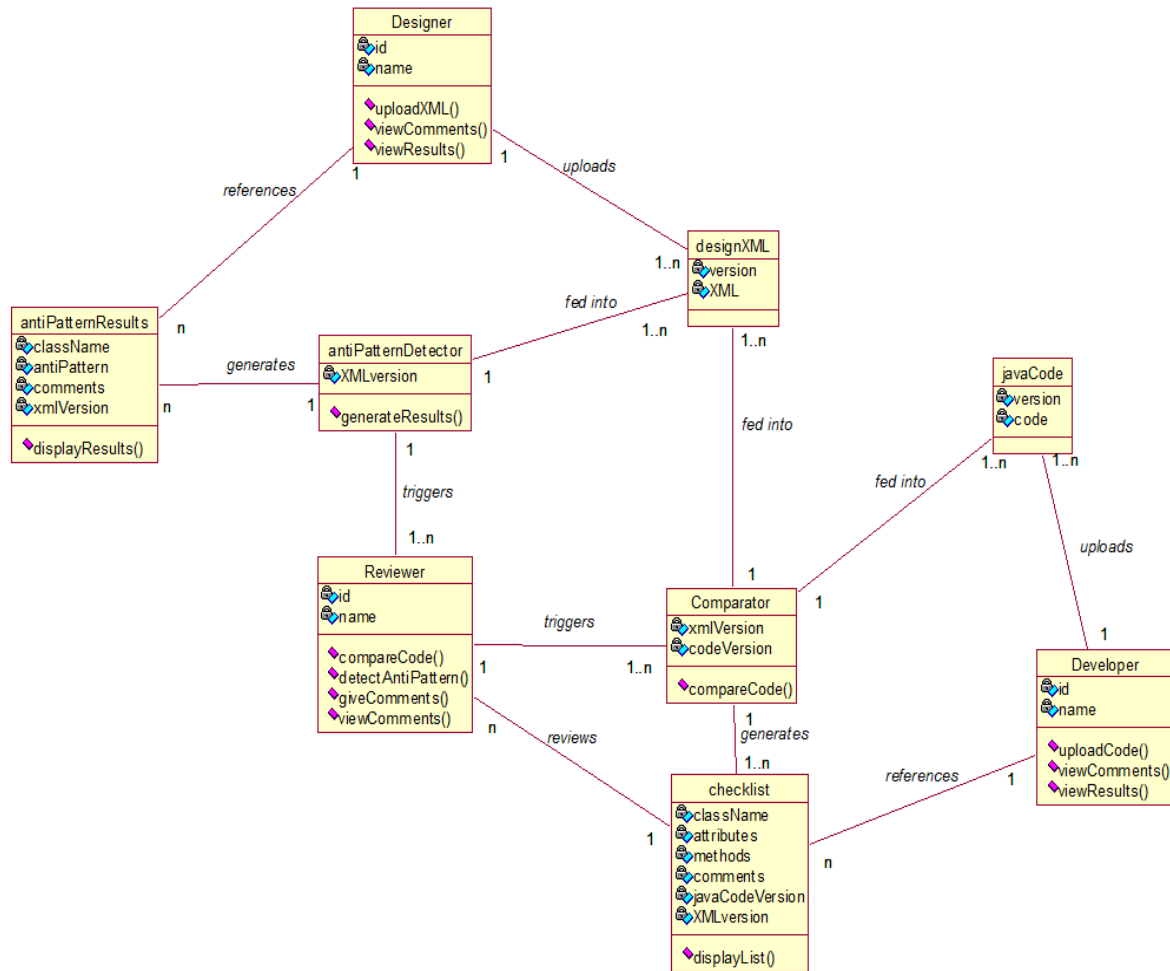 Designer
id
name
uploadXML()
viewComments()
viewResults()
1
1
references
uploads
designXML
version
XML
1..n
1..n
1..n
fed into
antiPatternResults
className
antiPattern
comments
xmlVersion
displayResults()
n
n
generates
antiPatternDetector
XMLversion
generateResults()
1
1
1
fed into
javaCode
version
code
1..n
1..n
fed into
triggers
1..n
uploads
Reviewer
id
name
compareCode()
detectAntiPattern()
giveComments()
viewComments()
triggers
1
1..n
n
1
Comparator
xmlVersion
codeVersion
compareCode()
1
1
Developer
id
name
uploadCode()
viewComments()
viewResults()
1
1
generates
1..n
reviews
references
checklist
className
attributes
methods
comments
javaCodeVersion
XMLversion
displayList()
1
n